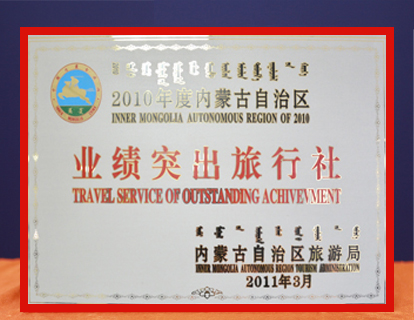 2010年度内蒙古自治区
INNER MONGOLIA AUTONOMOUS REGION OF 2010
业绩突出旅行社
TRAVEL SERVICE OF OUTSTANDING ACHIVEVMENT
内蒙古自治区旅游局
INNER MONGOLIA AUTONOMOUS REGION TOURISM ADMINISTRATION
2011年3月